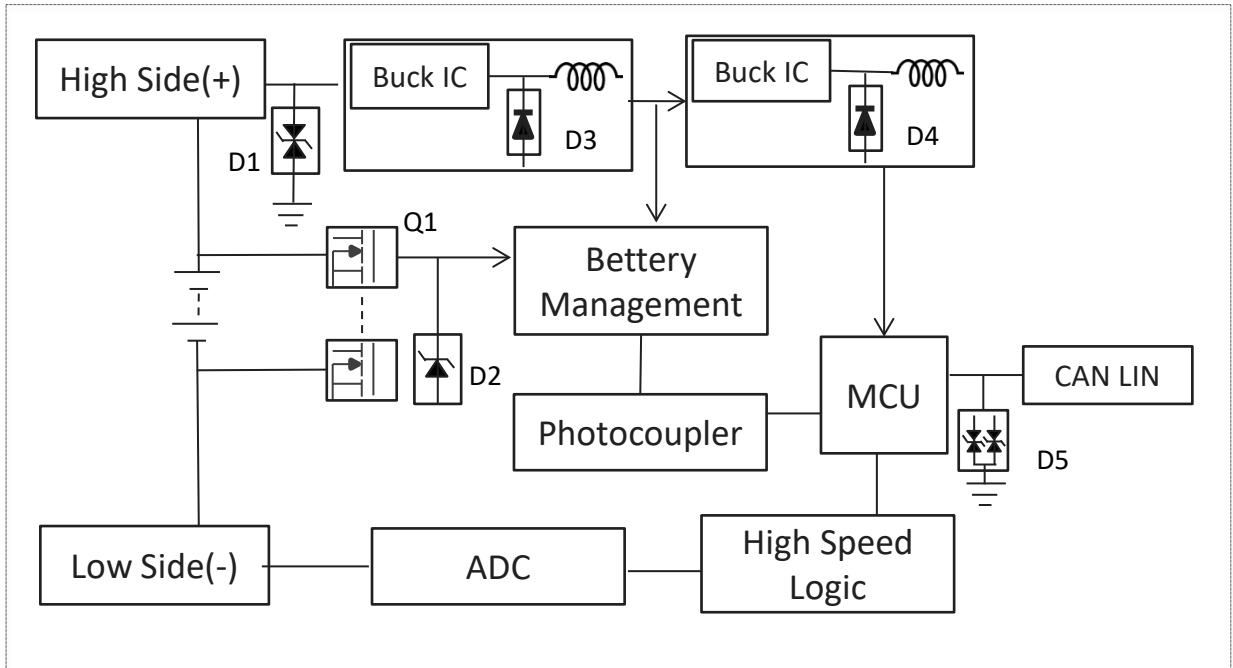 High Side(+)
Buck IC
Buck IC
D1
D3
D4
Q1
Bettery
Management
D2
MCU
CAN LIN
Photocoupler
D5
Low Side(-)
ADC
High Speed
Logic